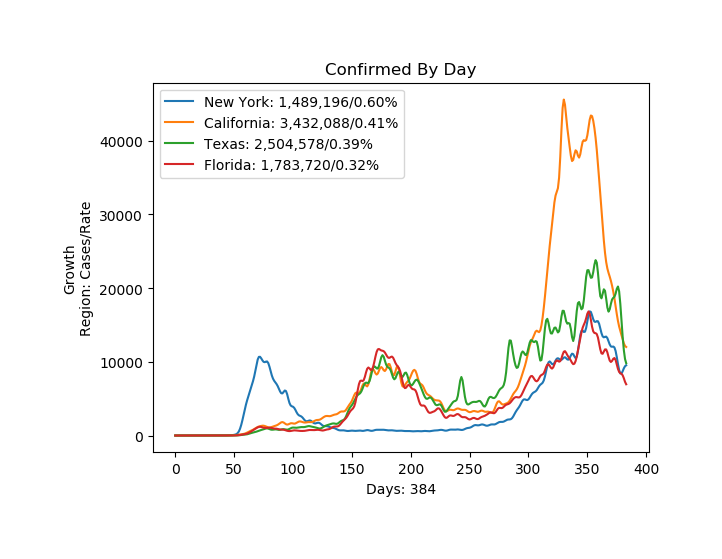 Confirmed By Day
New York: 1,489,196/0.60%
California: 3,432,088/0.41%
Texas: 2,504,578/0.39%
Florida: 1,783,720/0.32%
Growth
Region: Cases/Rate
40000
30000
20000
10000
0
0 50 100 150 200 250 300 350 400
Days: 384